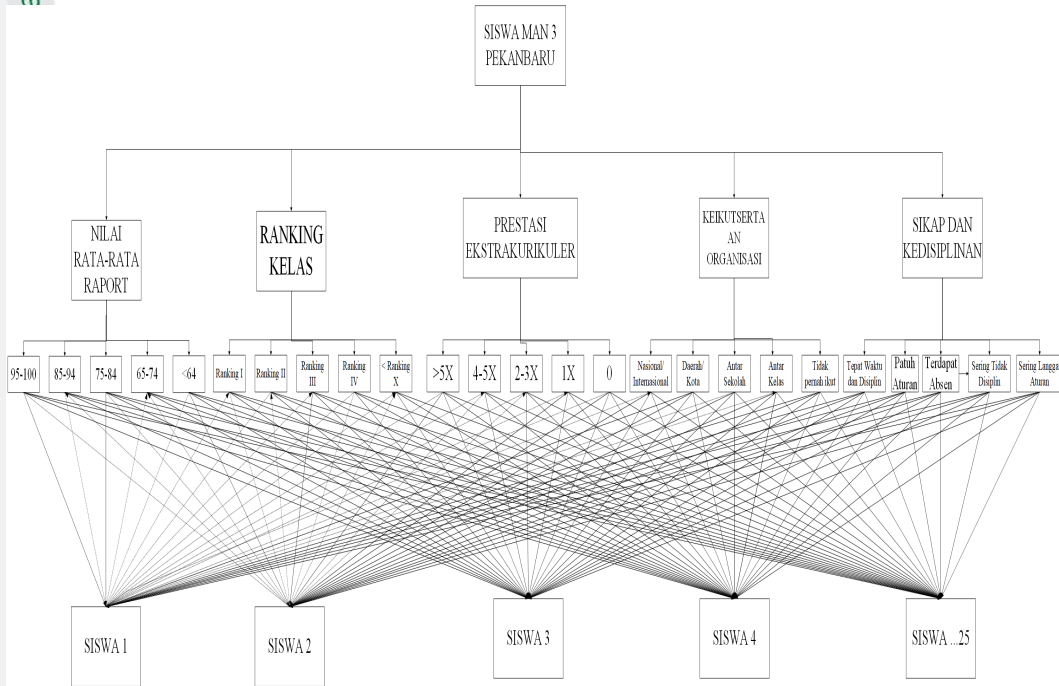 SISWA MAN 3
PEKANBARU
NILAI
RATA-RATA
RAPORT
RANKING
KELAS
PRESTASI
EKSTRAKURIKULER
KEIKUTSERTA
AN
ORGANISASI
SIKAP DAN
KEDISIPLINAN
95-100
85-94
75-84
65-74
<64
Ranking I
Ranking II
Ranking
III
Ranking
IV
< Ranking
X
>5X
4-5X
2-3X
1X
0
Nasional/
Internasional
Daerah/
Kota
Antar
Sekolah
Antar
Kelas
Tidak
pernah ikut
Tepat Waktu
dan Disiplin
Patuh
Aturan
Terdapat
Absen
Sering Tidak
Disiplin
Sering Langgar
Aturan
SISWA 1
SISWA 2
SISWA 3
SISWA 4
SISWA ...25